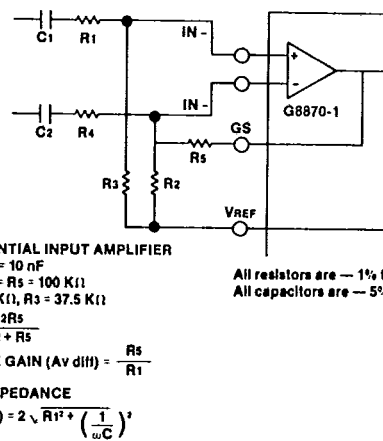 C1 R1
IN -
+
-
G8870-1
IN -
C2 R4
GS
R5
R3 R2
VREF
NTIAL INPUT AMPLIFIER
= 10 nF
= R5 = 100 KΩ
KΩ, R3 = 37.5 KΩ
All resistors are — 1%
All capacitors are — 5%
2R5
+ R5
GAIN (Av diff) = R5
R1
PEDANCE
) = 2 √ R1² + (1
ωC)²